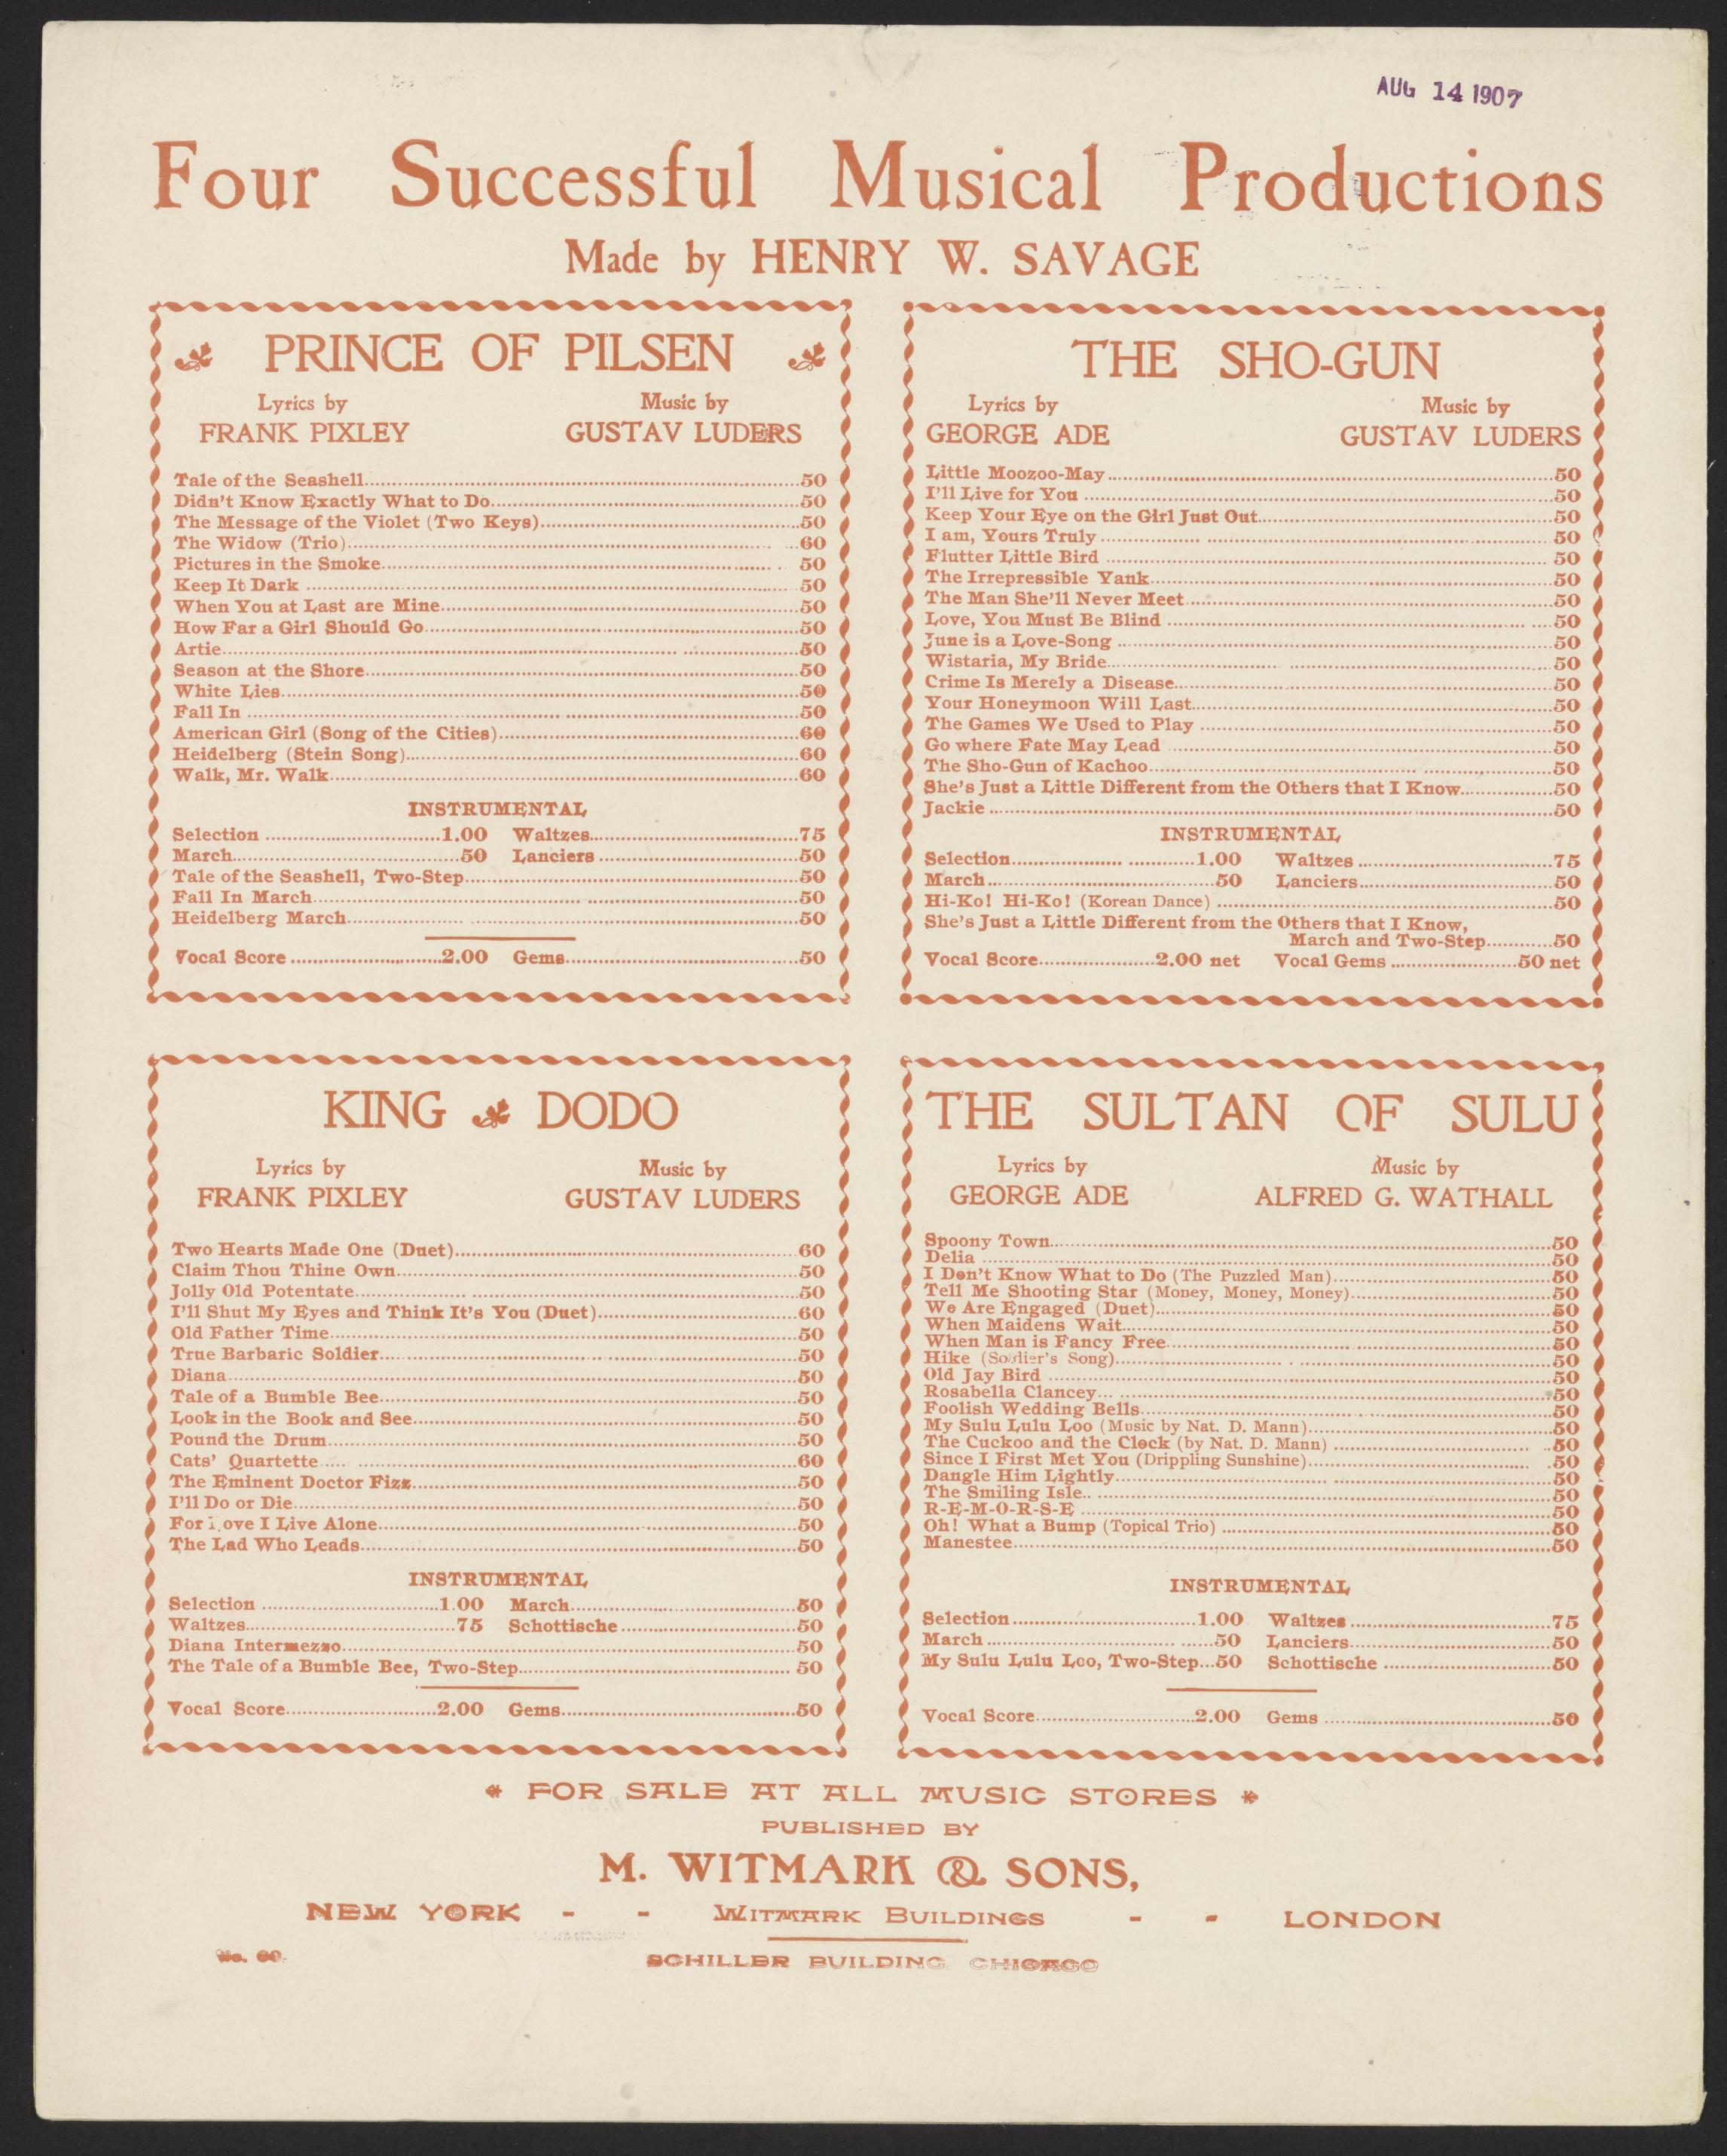 AUG 14 1907
Four Successful Musical Productions
Made by HENRY W. SAVAGE
PRINCE OF PILSEN
Lyrics by Music by
FRANK PIXLEY GUSTAV LUDERS
Tale of the Seashell 50
Didn't Know Exactly What to Do 50
The Message of the Violet (Two Keys) 50
The Widow (Trio) 60
Pictures in the Smoke 50
Keep It Dark 50
When You at Last are Mine 50
How Far a Girl Should Go 50
Artie 50
Season at the Shore 50
White Lies 50
Fall In 50
American Girl (Song of the Cities) 60
Heidelberg (Stein Song) 60
Walk, Mr. Walk 60
INSTRUMENTAL
Selection 1.00 Waltzes 75
March 50 Lanciers 50
Tale of the Seashell, Two-Step 50
Fall In March 50
Heidelberg March 50
Vocal Score 2.00 Gems 50
THE SHO-GUN
Lyrics by Music by
GEORGE ADE GUSTAV LUDERS
Little Moozoo-May 50
I'll Live for You 50
Keep Your Eye on the Girl Just Out 50
I am, Yours Truly 50
Flutter Little Bird 50
The Irrepressible Yank 50
The Man She'll Never Meet 50
Love, You Must Be Blind 50
June is a Love-Song 50
Wistaria, My Bride 50
Crime Is Merely a Disease 50
Your Honeymoon Will Last 50
The Games We Used to Play 50
Go where Fate May Lead 50
The Sho-Gun of Kachoo 50
She's Just a Little Different from the Others that I Know 50
Jackie 50
INSTRUMENTAL
Selection 1.00 Waltzes 75
March 50 Lanciers 50
Hi-Ko! Hi-Ko! (Korean Dance) 50
She's Just a Little Different from the Others that I Know,
March and Two-Step 50
Vocal Score 2.00 net Vocal Gems 50 net
KING DODO
Lyrics by Music by
FRANK PIXLEY GUSTAV LUDERS
Two Hearts Made One (Duet) 60
Claim Thou Thine Own 50
Jolly Old Potentate 50
I'll Shut My Eyes and Think It's You (Duet) 60
Old Father Time 50
True Barbaric Soldier 50
Diana 50
Tale of a Bumble Bee 50
Look in the Book and See 50
Pound the Drum 50
Cats' Quartette 60
The Eminent Doctor Fizz 50
I'll Do or Die 50
For Love I Live Alone 50
The Lad Who Leads 50
INSTRUMENTAL
Selection 1.00 March 50
Waltzes 75 Schottische 50
Diana Intermezzo 50
The Tale of a Bumble Bee, Two-Step 50
Vocal Score 2.00 Gems 50
THE SULTAN OF SULU
Lyrics by Music by
GEORGE ADE ALFRED G. WATHALL
Spoony Town 50
Delia 50
I Don't Know What to Do (The Puzzled Man) 50
Tell Me Shooting Star (Money, Money, Money) 50
We Are Engaged (Duet) 50
When Maidens Wait 50
When Man is Fancy Free 50
Hike (Soldier's Song) 50
Old Jay Bird 50
Rosabella Clancey 50
Foolish Wedding Bells 50
My Sulu Lulu Loo (Music by Nat. D. Mann) 50
The Cuckoo and the Clock (by Nat. D. Mann) 50
Since I First Met You (Drippling Sunshine) 50
Dangle Him Lightly 50
The Smiling Isle 50
R-E-M-O-R-S-E 50
Oh! What a Bump (Topical Trio) 50
Manestee 50
INSTRUMENTAL
Selection 1.00 Waltzes 75
March 50 Lanciers 50
My Sulu Lulu Loo, Two-Step 50 Schottische 50
Vocal Score 2.00 Gems 50
FOR SALE AT ALL MUSIC STORES
PUBLISHED BY
M. WITMARK & SONS,
NEW YORK - - WITMARK BUILDINGS - - LONDON
No. 60. SCHILLER BUILDING CHICAGO